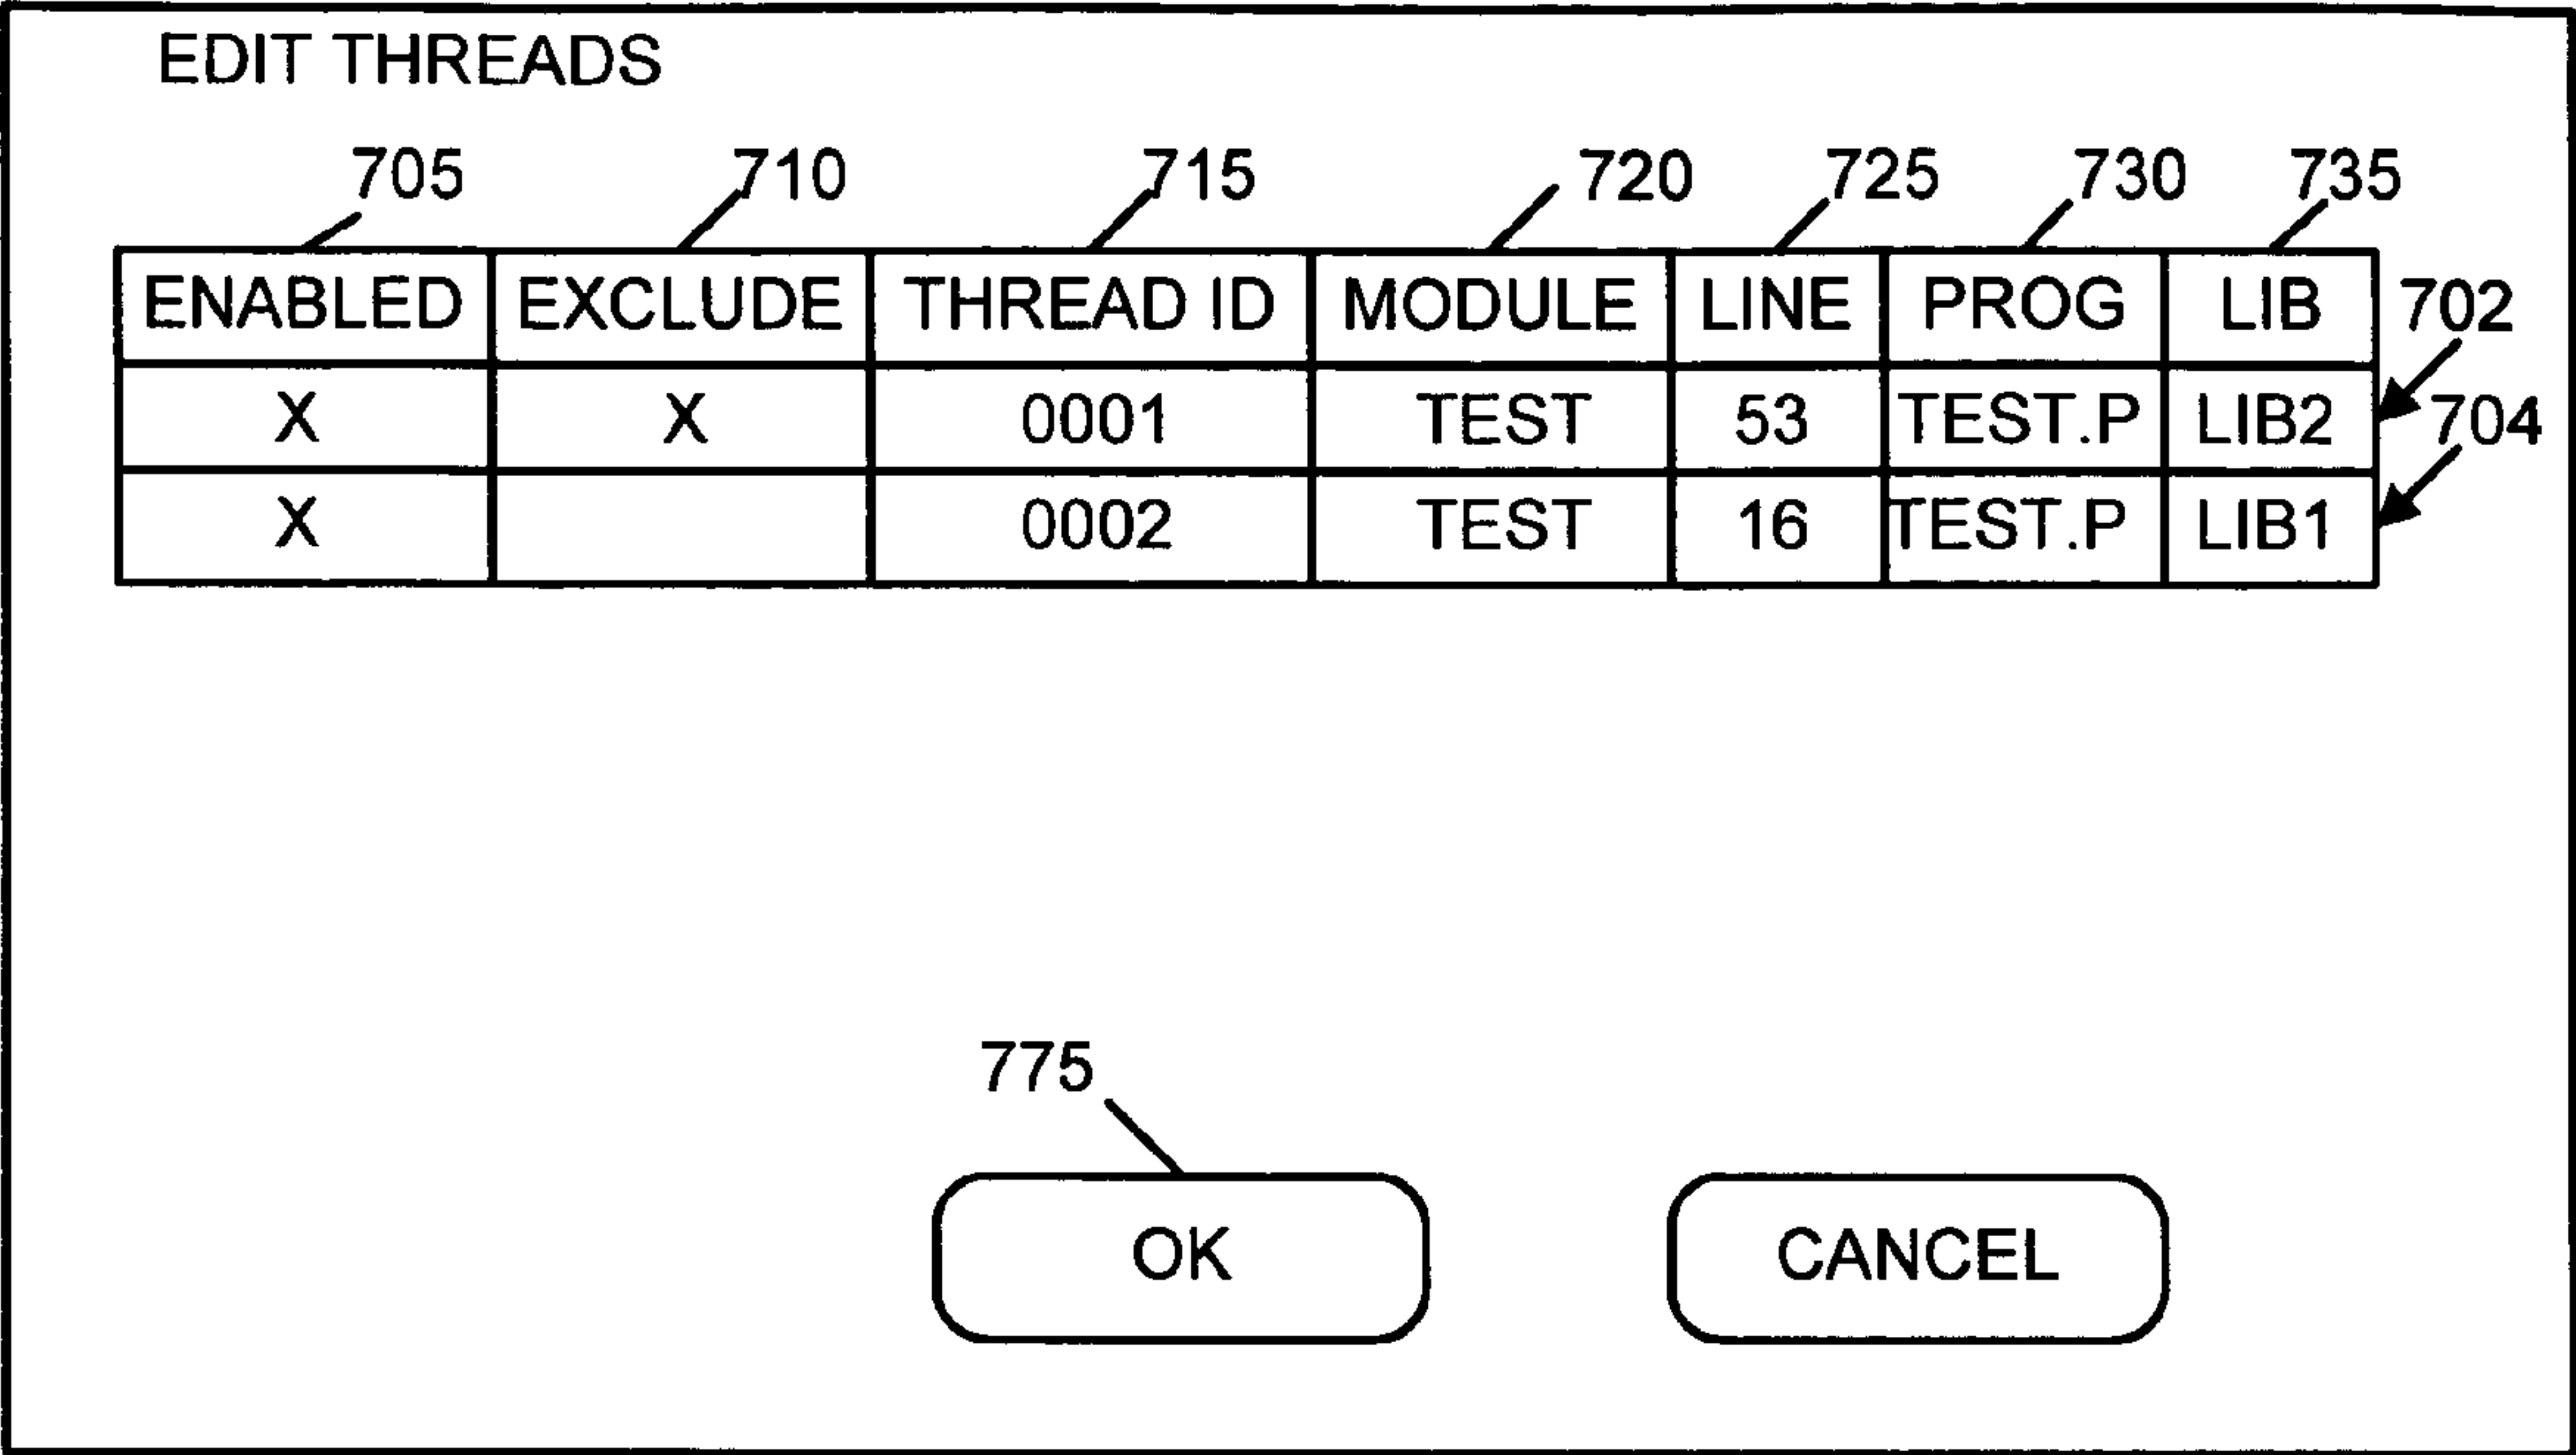 EDIT THREADS
705 710 715 720 725 730 735
ENABLED EXCLUDE THREAD ID MODULE LINE PROG LIB 702
X X 0001 TEST 53 TEST.P LIB2 704
X 0002 TEST 16 TEST.P LIB1
775
OK CANCEL